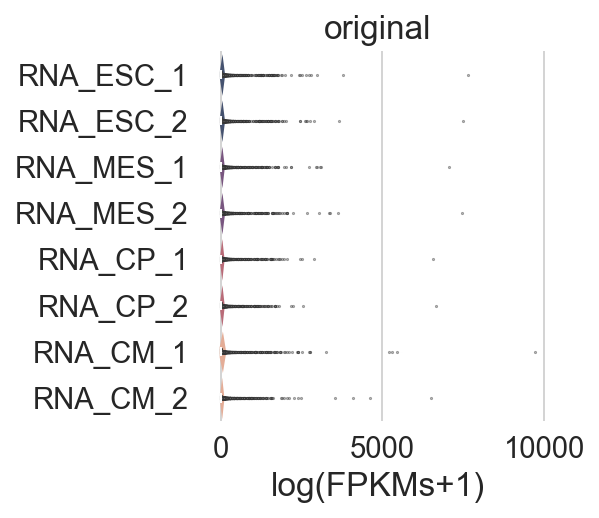 original
RNA_ESC_1
RNA_ESC_2
RNA_MES_1
RNA_MES_2
RNA_CP_1
RNA_CP_2
RNA_CM_1
RNA_CM_2
0 5000 10000
log(FPKMs+1)